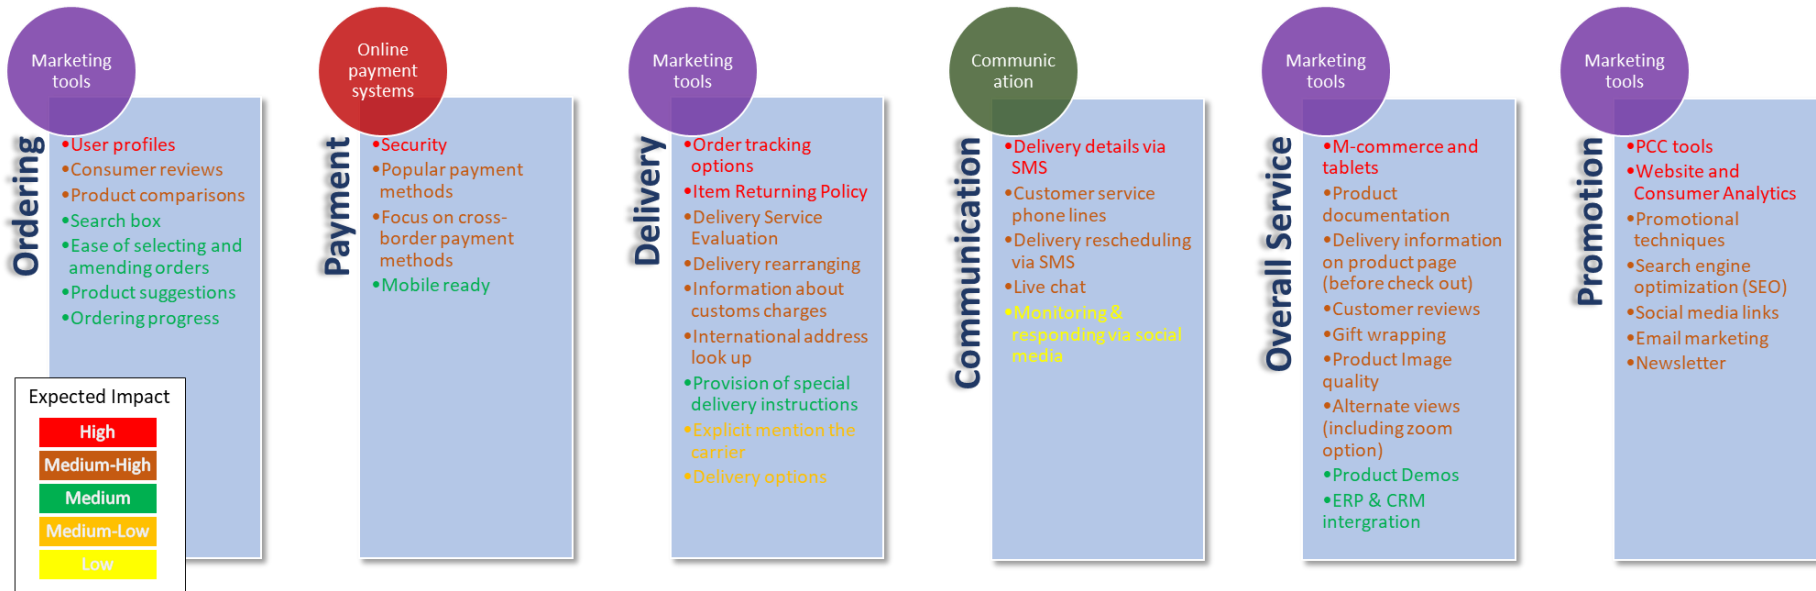 Marketing
tools
Ordering
•User profiles
•Consumer reviews
•Product comparisons
•Search box
•Ease of selecting and
amending orders
•Product suggestions
•Ordering progress
Expected Impact
High
Medium-High
Medium
Medium-Low
Low
Online
payment
systems
Payment
•Security
•Popular payment
methods
•Focus on cross-
border payment
methods
•Mobile ready
Marketing
tools
Delivery
•Order tracking
options
•Item Returning Policy
•Delivery Service
Evaluation
•Delivery rearranging
•Information about
customs charges
•International address
look up
•Provision of special
delivery instructions
•Explicit mention the
carrier
•Delivery options
Communic
ation
Communication
•Delivery details via
SMS
•Customer service
phone lines
•Delivery rescheduling
via SMS
•Live chat
•Monitoring &
responding via social
media
Marketing
tools
Overall Service
•M-commerce and
tablets
•Product
documentation
•Delivery information
on product page
(before check out)
•Customer reviews
•Gift wrapping
•Product Image
quality
•Alternate views
(including zoom
option)
•Product Demos
•ERP & CRM
intergration
Marketing
tools
Promotion
•PCC tools
•Website and
Consumer Analytics
•Promotional
techniques
•Search engine
optimization (SEO)
•Social media links
•Email marketing
•Newsletter